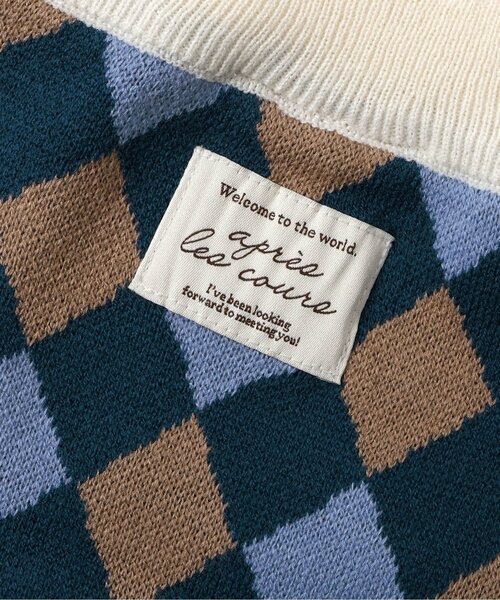 Welcome to the world.
après
les cours
I've been looking
forward to meeting you!